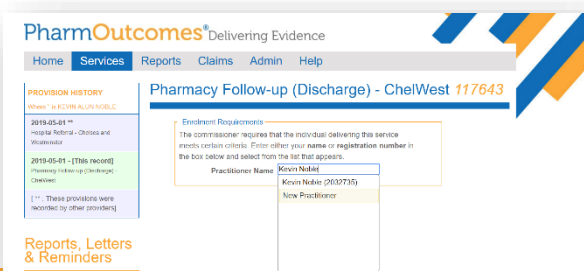 PharmOutcomes® Delivering Evidence
Home Services Reports Claims Admin Help
PROVISION HISTORY
Where * is KEVIN ALUN NOBLE
2019-05-01 **
Hospital Referral - Chelsea and
Westminster
2019-05-01 - [This record]
Pharmacy Follow-up (Discharge) -
ChelWest
[ ** : These provisions were
recorded by other providers]
Reports, Letters
& Reminders
Pharmacy Follow-up (Discharge) - ChelWest 117643
Enrolment Requirements
The commissioner requires that the individual delivering this service
meets certain criteria. Enter either your name or registration number in
the box below and select from the list that appears.
Practitioner Name Kevin Noble
Kevin Noble (2032735)
New Practitioner